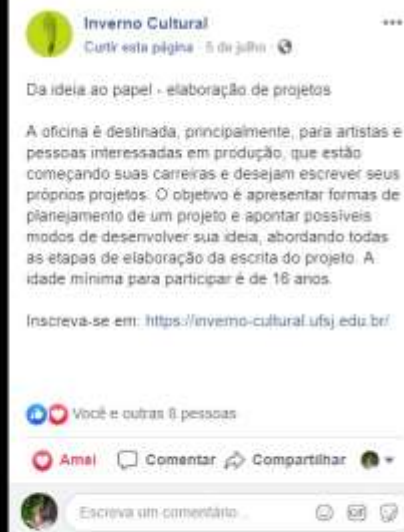 Inverno Cultural
Curtir esta página · 5 de julho
Da ideia ao papel - elaboração de projetos
A oficina é destinada, principalmente, para artistas e
pessoas interessadas em produção, que estão
começando suas carreiras e desejam escrever seus
próprios projetos. O objetivo é apresentar formas de
planejamento de um projeto e apontar possíveis
modos de desenvolver sua ideia, abordando todas
as etapas de elaboração da escrita do projeto. A
idade mínima para participar é de 16 anos.
Inscreva-se em: https://inverno-cultural.ufsj.edu.br/
Você e outras 8 pessoas
Amei Comentar Compartilhar
Escreva um comentário...
GIF